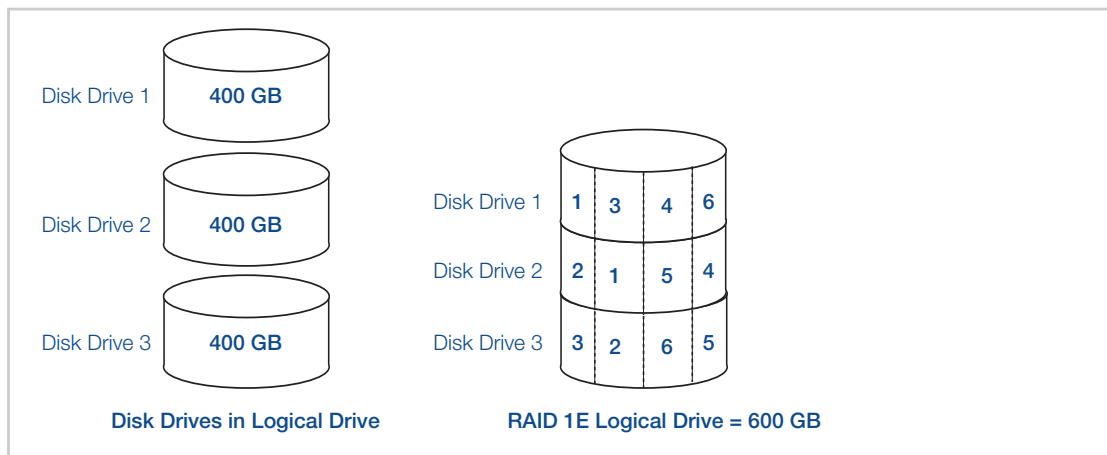 Disk Drive 1 400 GB
Disk Drive 2 400 GB
Disk Drive 3 400 GB
Disk Drives in Logical Drive
Disk Drive 1 1 3 4 6
Disk Drive 2 2 1 5 4
Disk Drive 3 3 2 6 5
RAID 1E Logical Drive = 600 GB